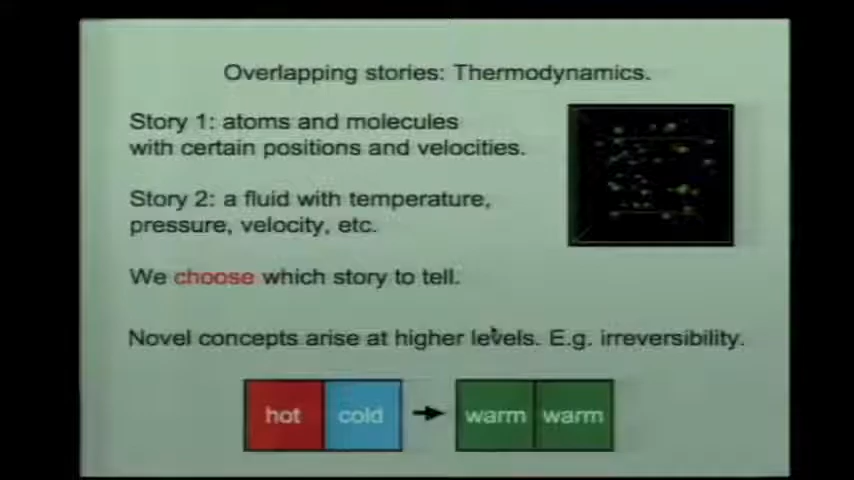 Overlapping stories: Thermodynamics.
Story 1: atoms and molecules
with certain positions and velocities.
Story 2: a fluid with temperature,
pressure, velocity, etc.
We choose which story to tell.
Novel concepts arise at higher levels. E.g. irreversibility.
hot cold warm warm